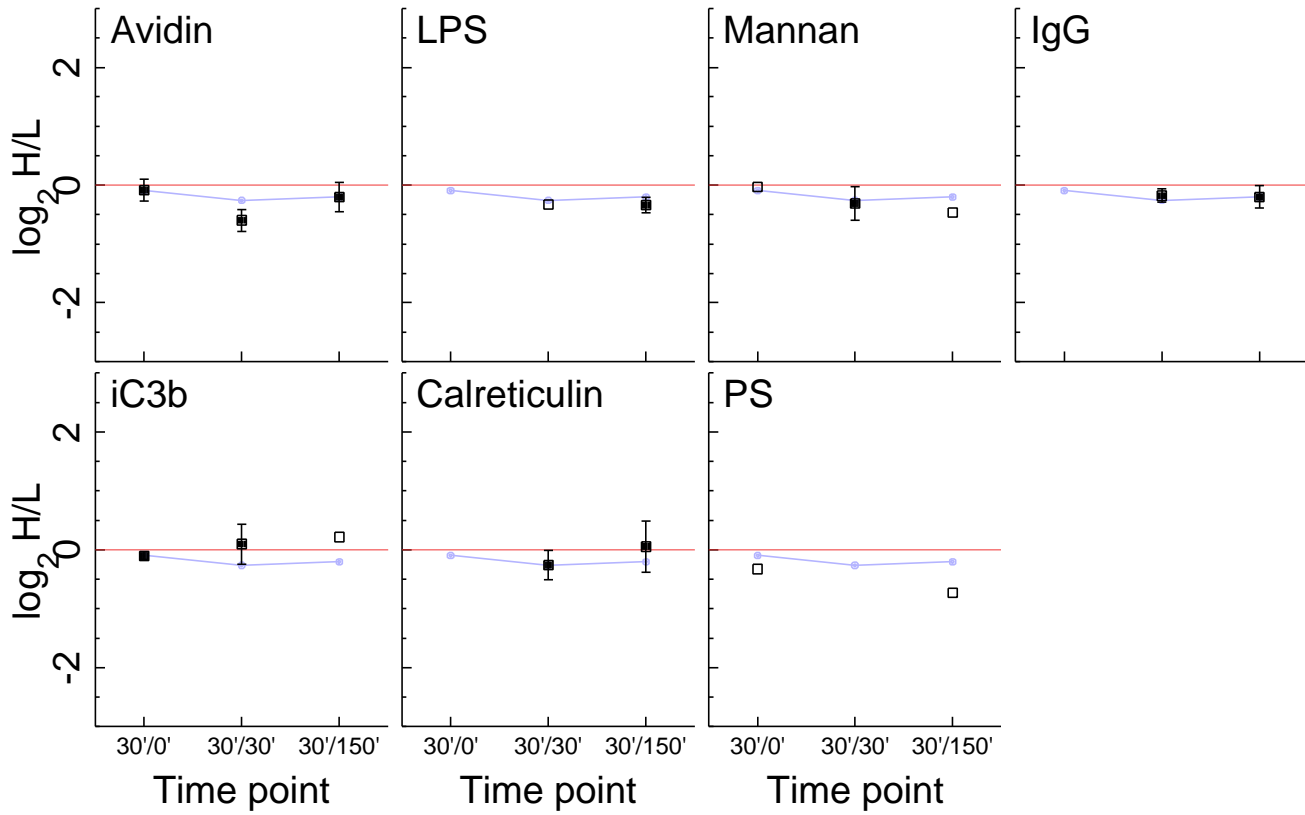 Avidin
LPS
Mannan
IgG
2
0
-2
log2 H/L
iC3b
Calreticulin
PS
2
0
-2
log2 H/L
30'/0' 30'/30' 30'/150'
30'/0' 30'/30' 30'/150'
30'/0' 30'/30' 30'/150'
Time point
Time point
Time point